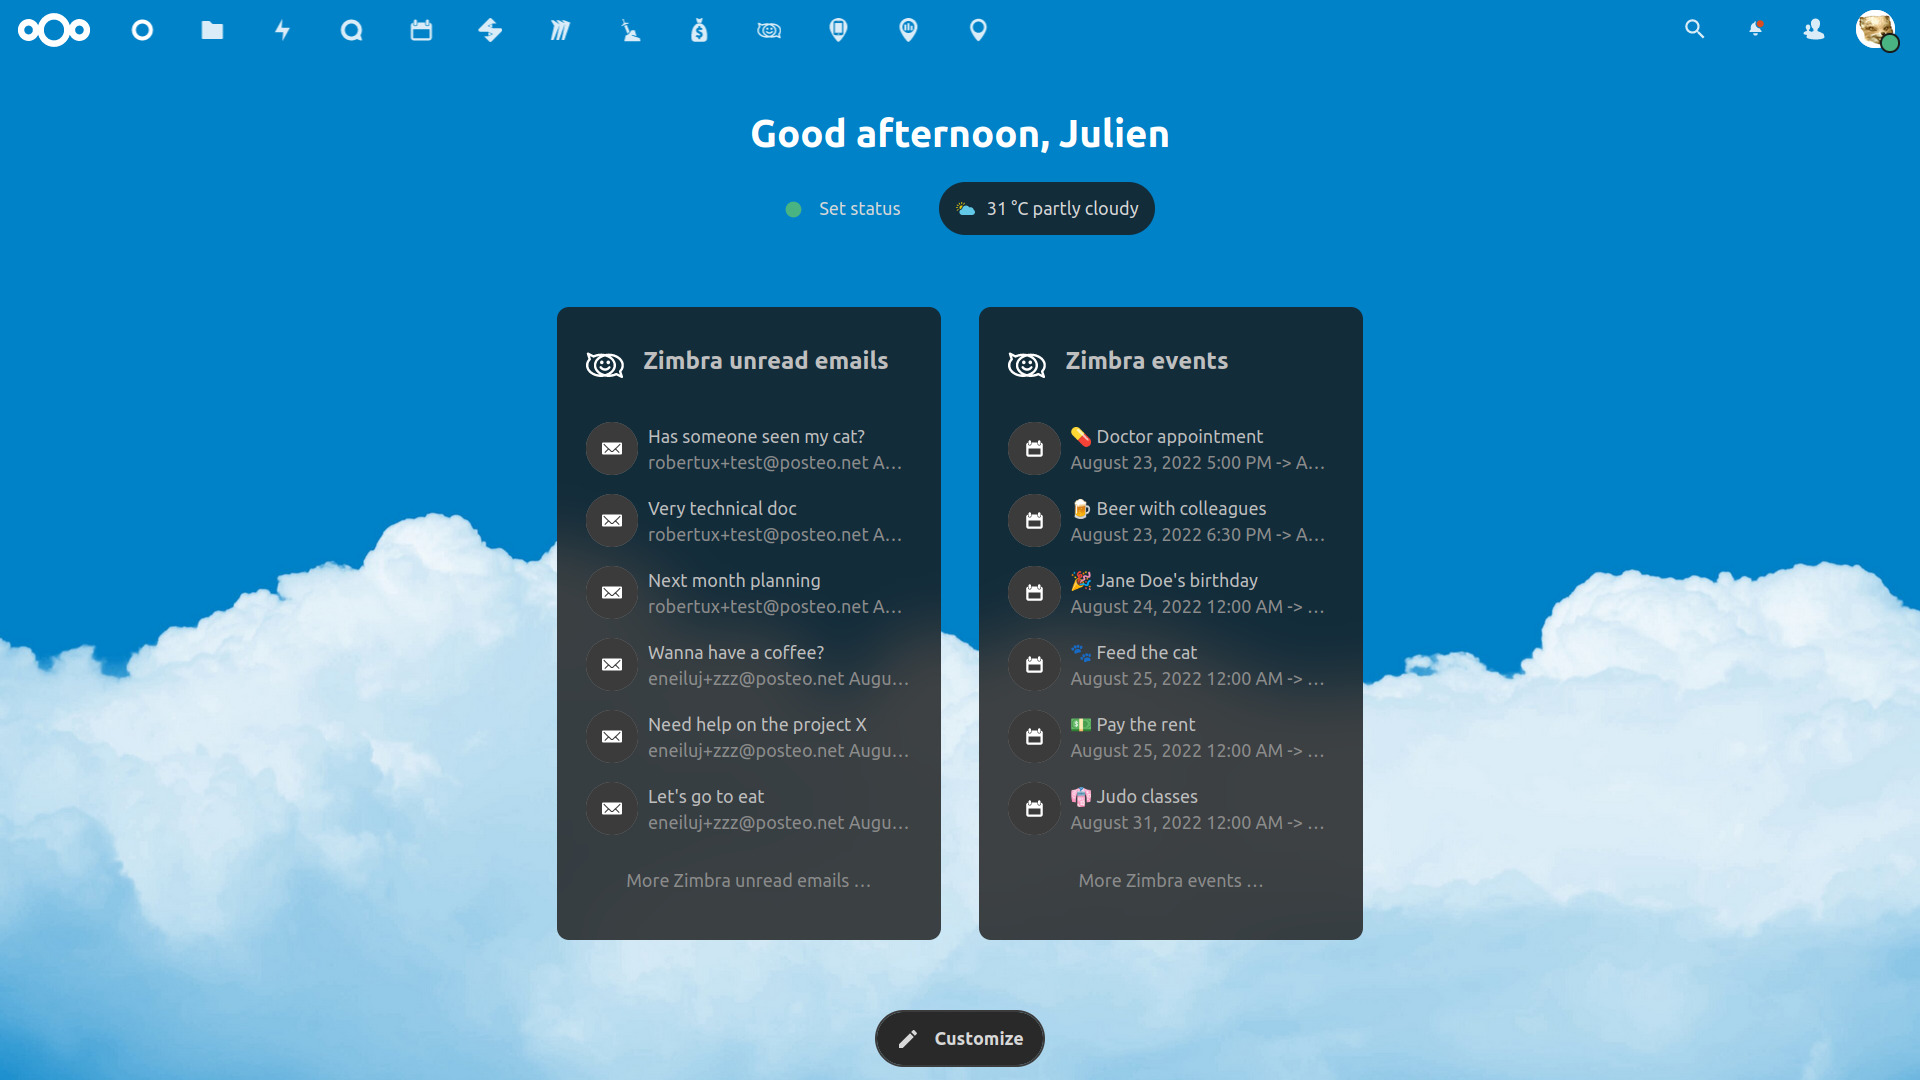 Good afternoon, Julien
Set status
31 °C partly cloudy
Zimbra unread emails
Has someone seen my cat?
robertux+test@posteo.net A…
Very technical doc
robertux+test@posteo.net A…
Next month planning
robertux+test@posteo.net A…
Wanna have a coffee?
eneiluj+zzz@posteo.net Augu…
Need help on the project X
eneiluj+zzz@posteo.net Augu…
Let's go to eat
eneiluj+zzz@posteo.net Augu…
More Zimbra unread emails …
Zimbra events
💊 Doctor appointment
August 23, 2022 5:00 PM -> A…
🍺 Beer with colleagues
August 23, 2022 6:30 PM -> A…
🎉 Jane Doe's birthday
August 24, 2022 12:00 AM -> …
🐾 Feed the cat
August 25, 2022 12:00 AM -> …
💵 Pay the rent
August 25, 2022 12:00 AM -> …
👘 Judo classes
August 31, 2022 12:00 AM -> …
More Zimbra events …
Customize